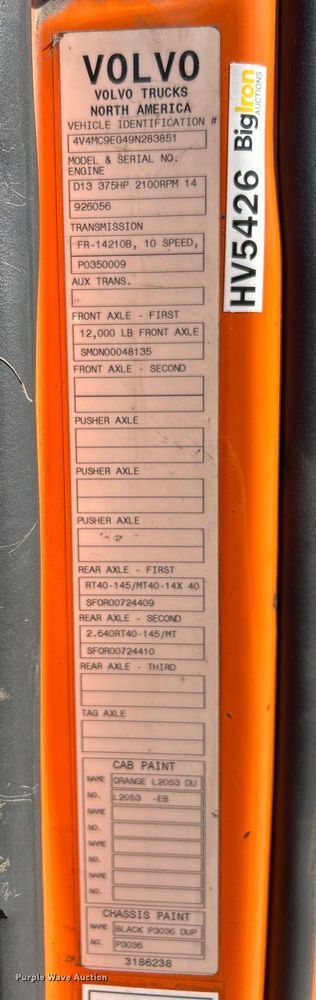 VOLVO
VOLVO TRUCKS
NORTH AMERICA
VEHICLE IDENTIFICATION #
4V4MC9EG49N283851
MODEL & SERIAL NO.
ENGINE
D13 375HP 2100RPM 14
926056
TRANSMISSION
FR-14210B, 10 SPEED,
P0350009
AUX TRANS.
FRONT AXLE - FIRST
12,000 LB FRONT AXLE
SMON00048135
FRONT AXLE - SECOND
PUSHER AXLE
PUSHER AXLE
PUSHER AXLE
REAR AXLE - FIRST
RT40-145/MT40-14X 40
SFOR00724409
REAR AXLE - SECOND
2.640RT40-145/MT
SFOR00724410
REAR AXLE - THIRD
TAG AXLE
CAB PAINT
NAME ORANGE L2053 DU
NO. L2053 -EB
NAME
NO.
NAME
NO.
NAME
NO.
CHASSIS PAINT
NAME BLACK P3036 DUP
NO. P3036
3186238
HV5426 BigIron
AUCTIONS
Purple Wave Auction